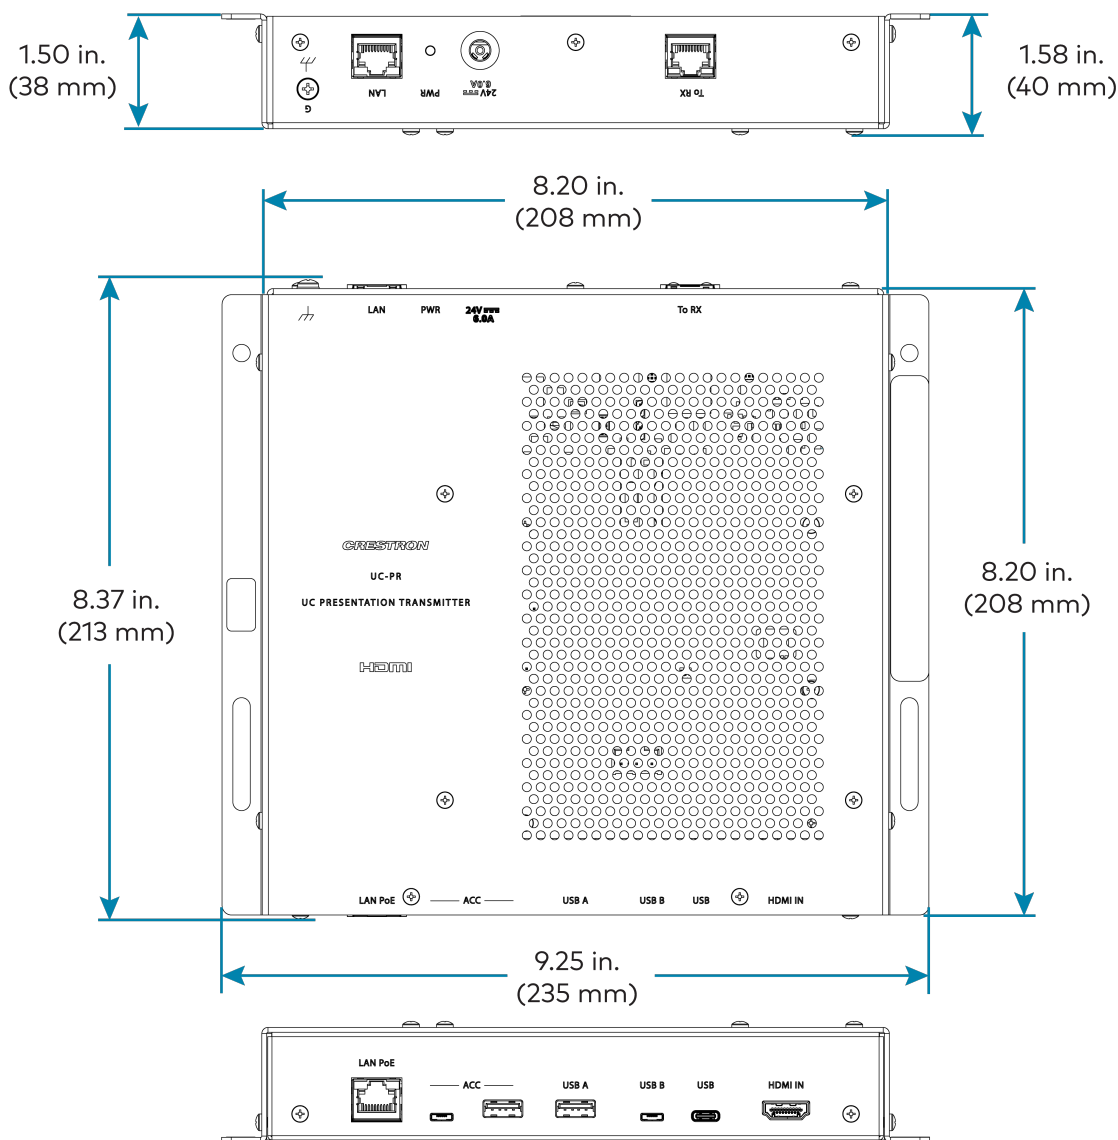 1.50 in.
(38 mm)
1.58 in.
(40 mm)
G
LAN
PWR
24V
6.0A
To RX
8.20 in.
(208 mm)
LAN
PWR
24V
6.0A
To RX
CRESTRON
UC-PR
UC PRESENTATION TRANSMITTER
HDMI
8.37 in.
(213 mm)
8.20 in.
(208 mm)
LAN PoE
ACC
USB A
USB B
USB
HDMI IN
9.25 in.
(235 mm)
LAN PoE
ACC
USB A
USB B
USB
HDMI IN